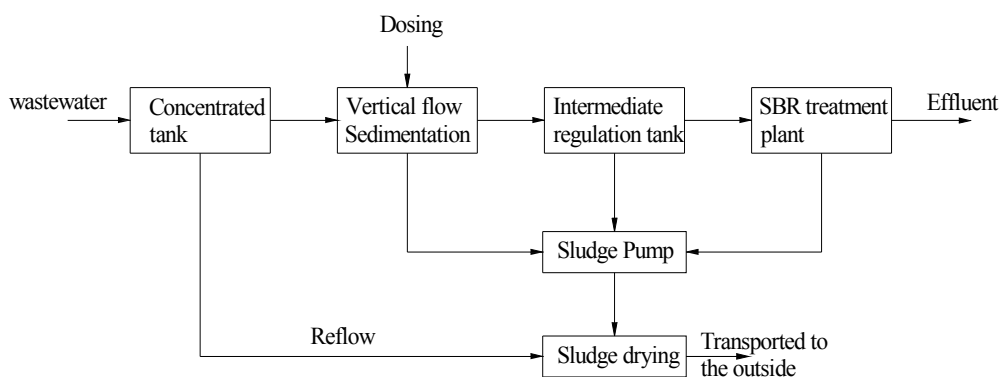 Dosing
wastewater
Concentrated
tank
Vertical flow
Sedimentation
Intermediate
regulation tank
SBR treatment
plant
Effluent
Sludge Pump
Reflow
Sludge drying
Transported to
the outside